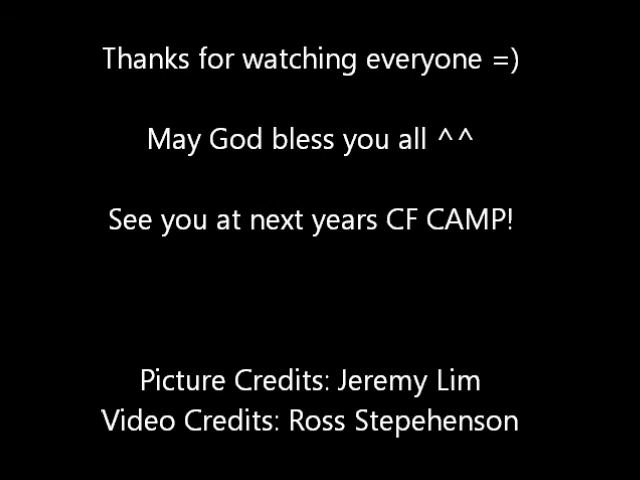 Thanks for watching everyone =)
May God bless you all ^^
See you at next years CF CAMP!
Picture Credits: Jeremy Lim
Video Credits: Ross Stepehenson